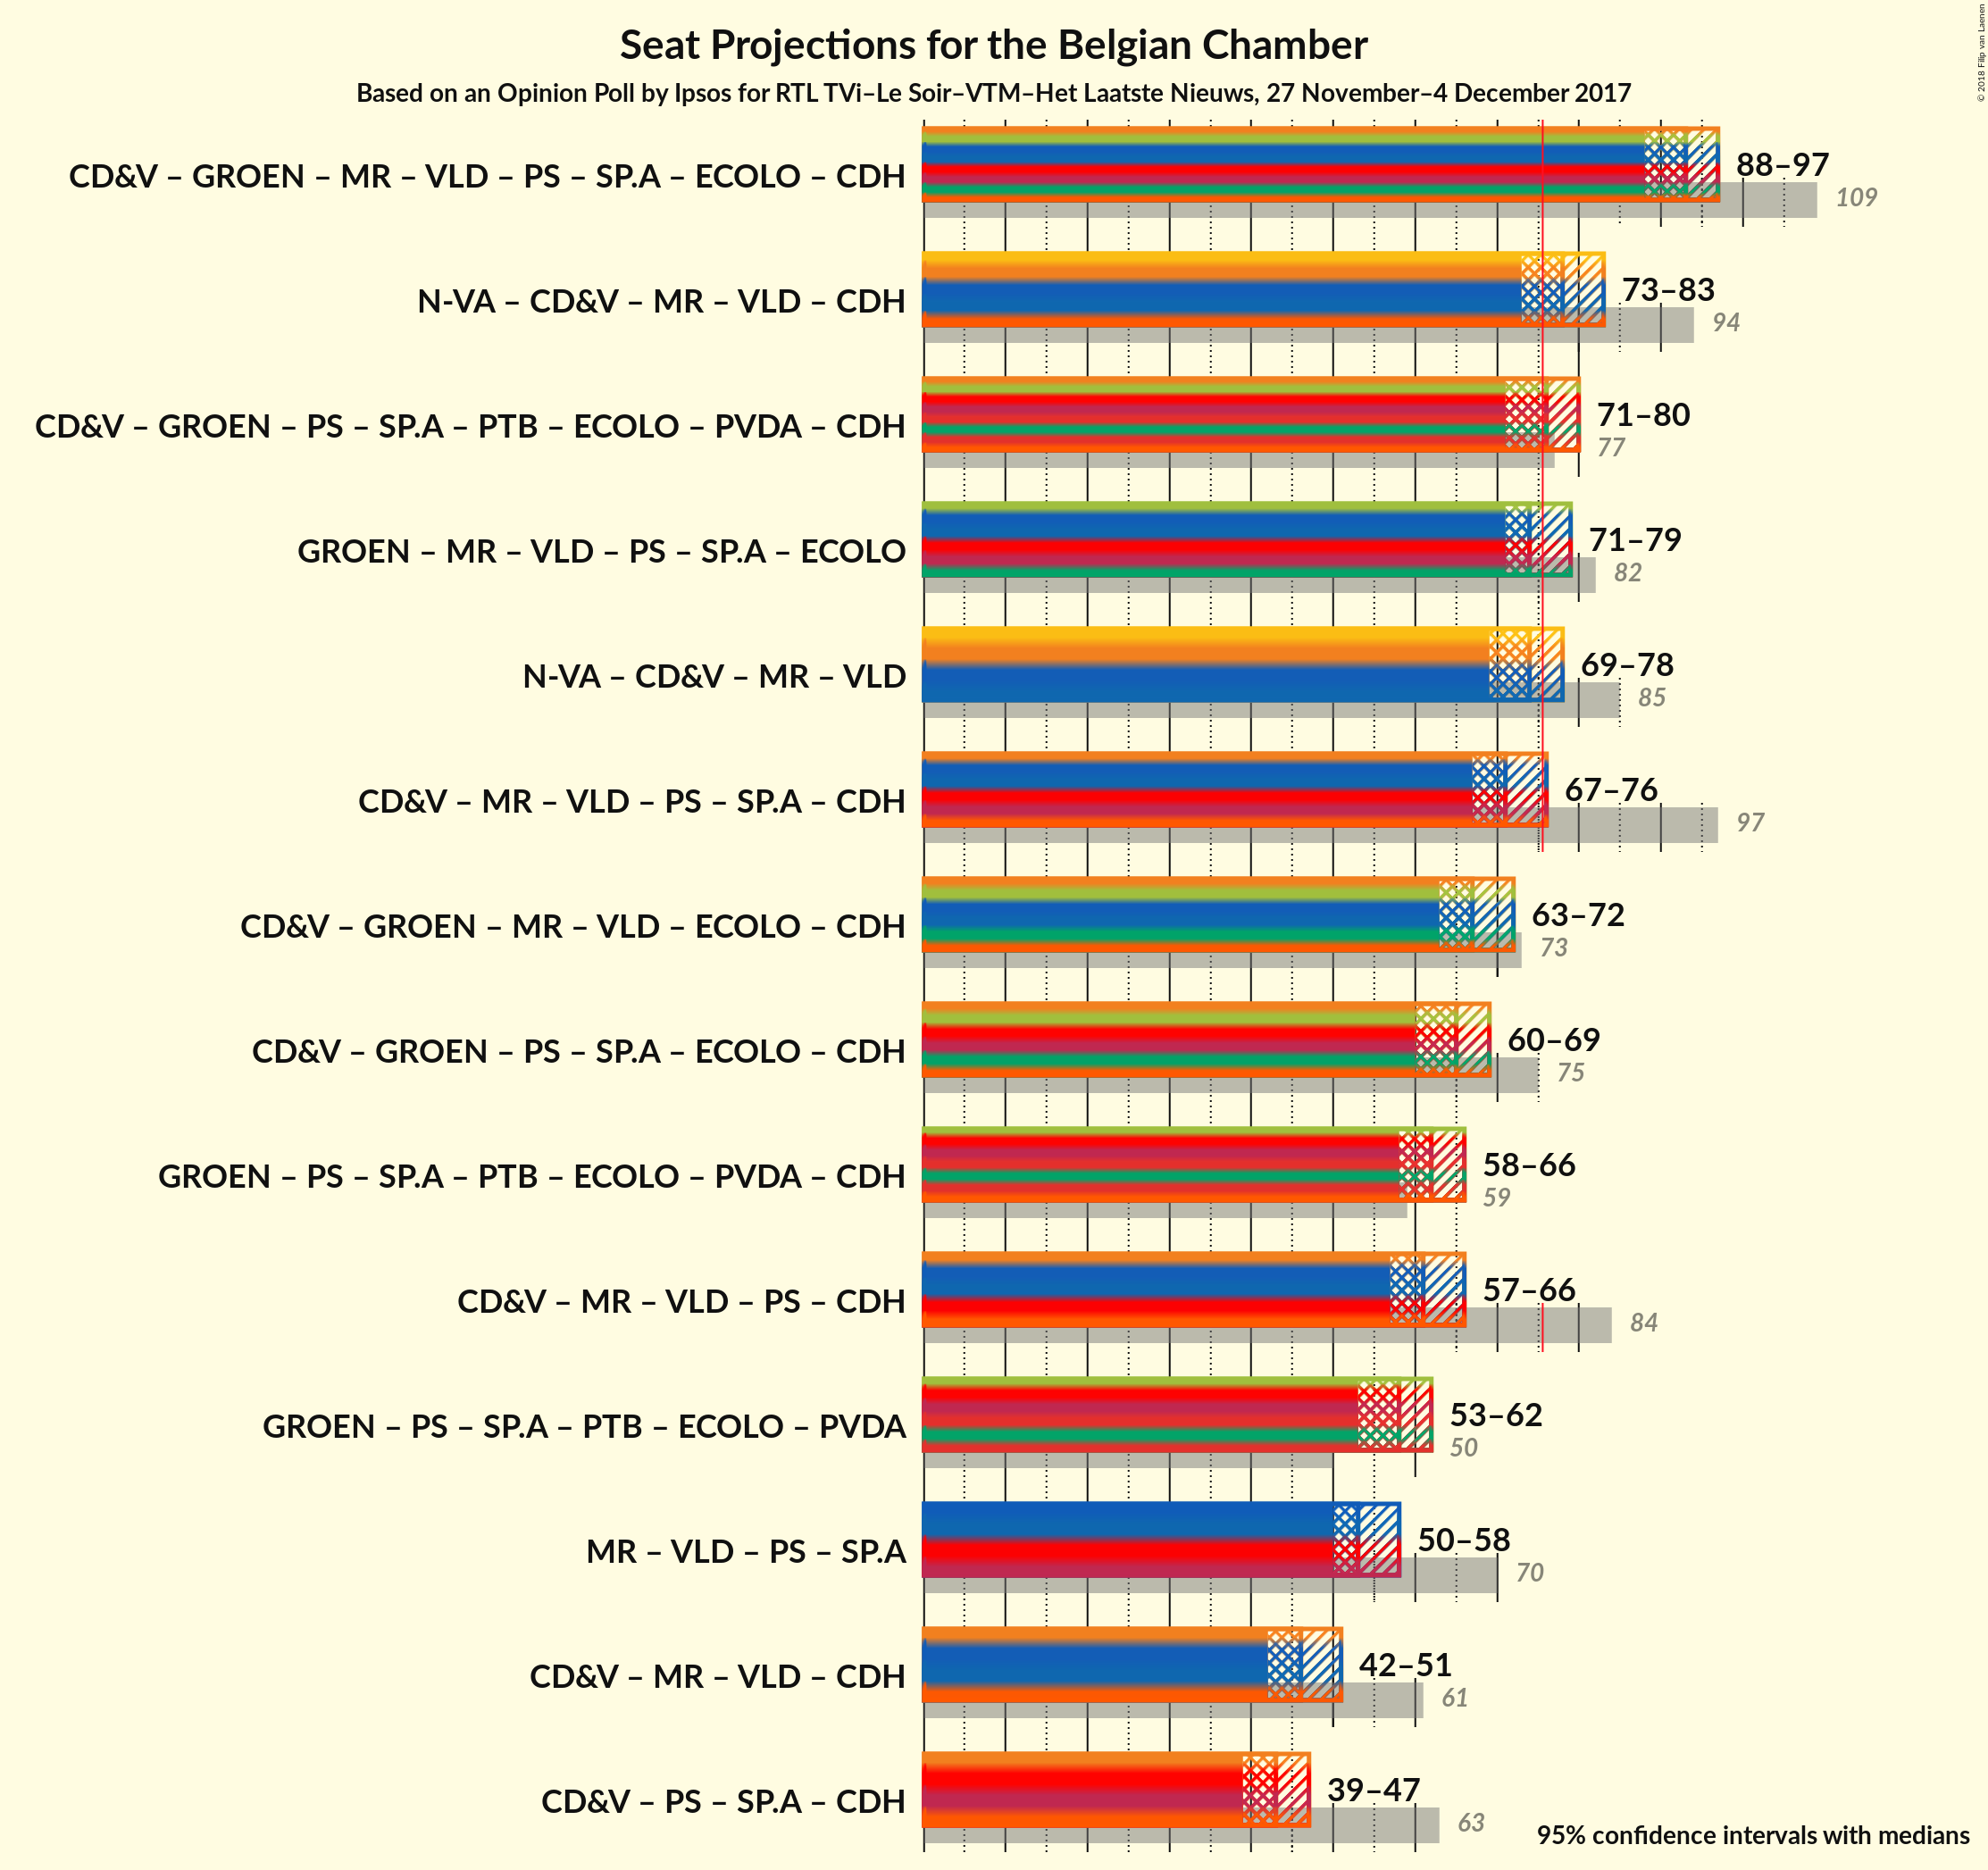 Seat Projections for the Belgian Chamber
Based on an Opinion Poll by Ipsos for RTL TVi–Le Soir–VTM–Het Laatste Nieuws, 27 November–4 December 2017
© 2018 Filip van Laenen
CD&V – GROEN – MR – VLD – PS – SP.A – ECOLO – CDH
88–97
109
N-VA – CD&V – MR – VLD – CDH
73–83
94
CD&V – GROEN – PS – SP.A – PTB – ECOLO – PVDA – CDH
71–80
77
GROEN – MR – VLD – PS – SP.A – ECOLO
71–79
82
N-VA – CD&V – MR – VLD
69–78
85
CD&V – MR – VLD – PS – SP.A – CDH
67–76
97
CD&V – GROEN – MR – VLD – ECOLO – CDH
63–72
73
CD&V – GROEN – PS – SP.A – ECOLO – CDH
60–69
75
GROEN – PS – SP.A – PTB – ECOLO – PVDA – CDH
58–66
59
CD&V – MR – VLD – PS – CDH
57–66
84
GROEN – PS – SP.A – PTB – ECOLO – PVDA
53–62
50
MR – VLD – PS – SP.A
50–58
70
CD&V – MR – VLD – CDH
42–51
61
CD&V – PS – SP.A – CDH
39–47
63
95% confidence intervals with medians